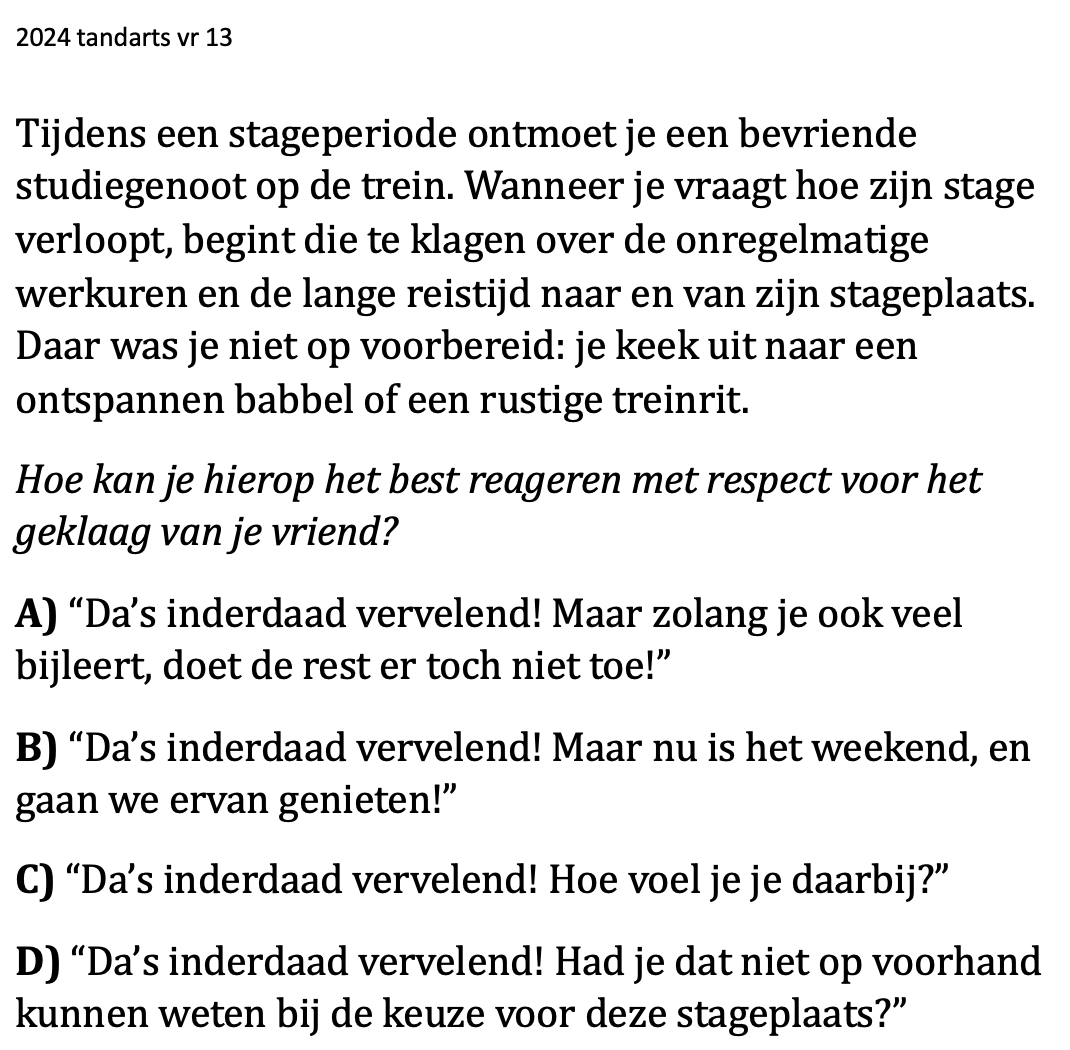 2024 tandarts vr 13
Tijdens een stageperiode ontmoet je een bevriende
studiegenoot op de trein. Wanneer je vraagt hoe zijn stage
verloopt, begint die te klagen over de onregelmatige
werkuren en de lange reistijd naar en van zijn stageplaats.
Daar was je niet op voorbereid: je keek uit naar een
ontspannen babbel of een rustige treinrit.
Hoe kan je hierop het best reageren met respect voor het
geklaag van je vriend?
A) “Da’s inderdaad vervelend! Maar zolang je ook veel
bijleert, doet de rest er toch niet toe!”
B) “Da’s inderdaad vervelend! Maar nu is het weekend, en
gaan we ervan genieten!”
C) “Da’s inderdaad vervelend! Hoe voel je je daarbij?”
D) “Da’s inderdaad vervelend! Had je dat niet op voorhand
kunnen weten bij de keuze voor deze stageplaats?”